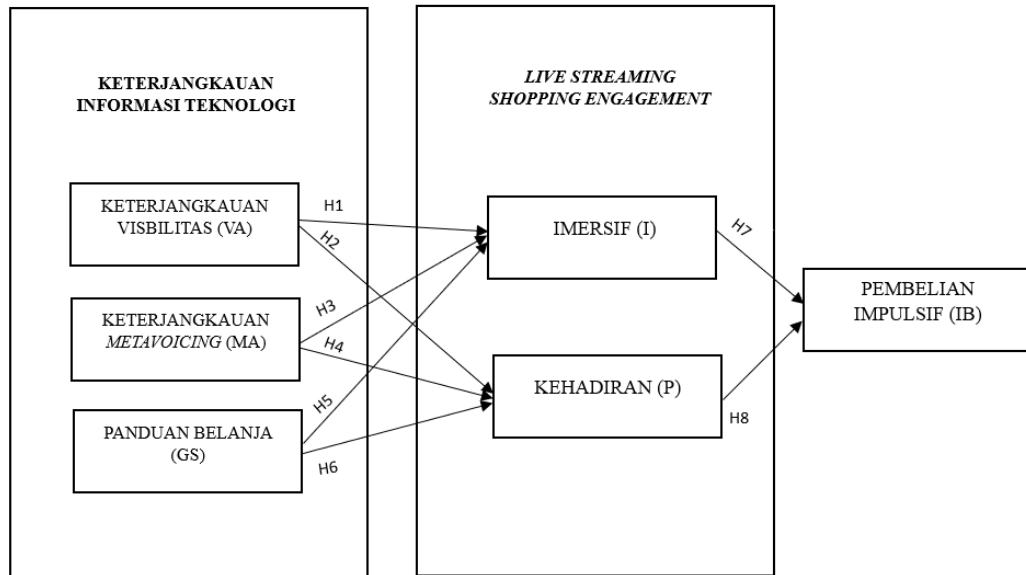 KETERJANGKAUAN
INFORMASI TEKNOLOGI
KETERJANGKAUAN
VISBILITAS (VA)
KETERJANGKAUAN
METAVOICING (MA)
PANDUAN BELANJA
(GS)
H1
H2
H3
H4
H5
H6
LIVE STREAMING
SHOPPING ENGAGEMENT
IMERSIF (I)
KEHADIRAN (P)
H7
H8
PEMBELIAN
IMPULSIF (IB)